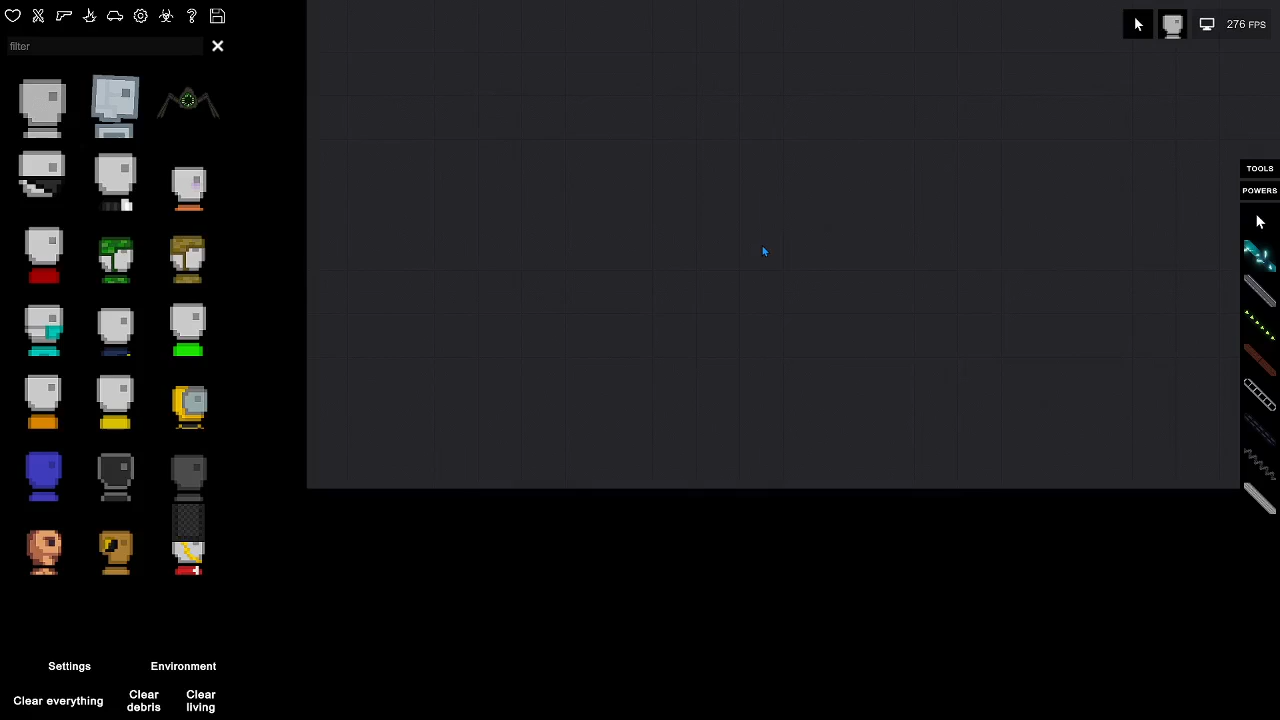 filter
276 FPS
TOOLS
POWERS
Settings
Environment
Clear everything
Clear
debris
Clear
living